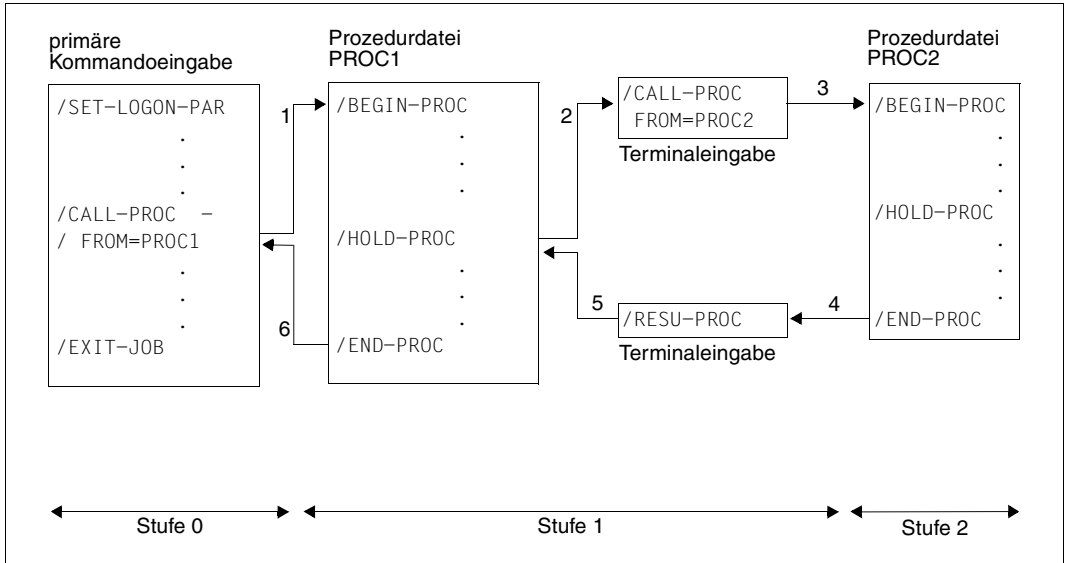 primäre
Kommandoeingabe
/SET–LOGON–PAR
.
.
.
/CALL–PROC –
/ FROM=PROC1
.
.
.
/EXIT–JOB
1
6
Prozedurdatei
PROC1
/BEGIN–PROC
.
.
.
/HOLD–PROC
.
.
.
/END–PROC
2
/CALL–PROC
FROM=PROC2
Terminaleingabe
3
5
/RESU–PROC
Terminaleingabe
4
Prozedurdatei
PROC2
/BEGIN–PROC
.
.
.
/HOLD–PROC
.
.
.
/END–PROC
Stufe 0
Stufe 1
Stufe 2